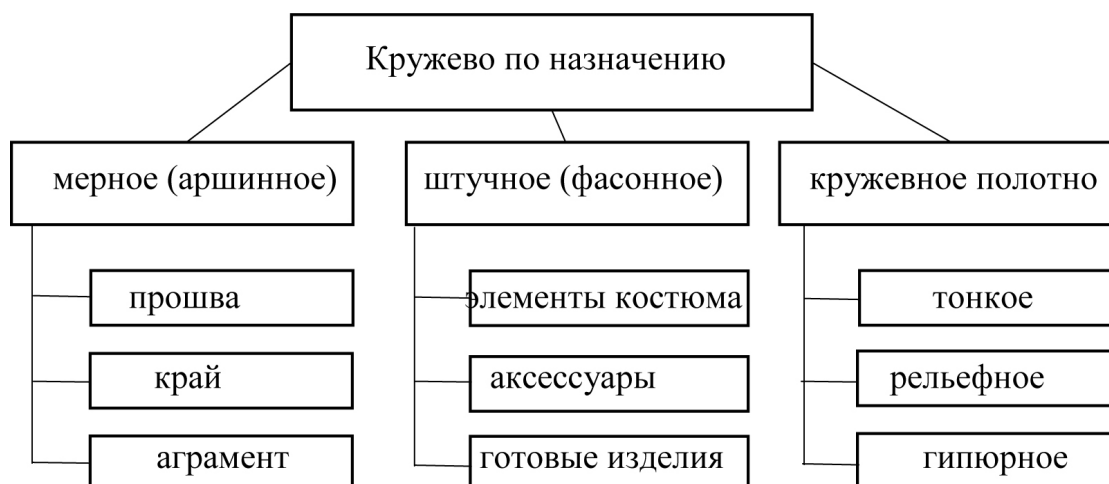 Кружево по назначению
мерное (аршинное)
штучное (фасонное)
кружевное полотно
прошва
элементы костюма
тонкое
край
аксессуары
рельефное
аграмент
готовые изделия
гипюрное